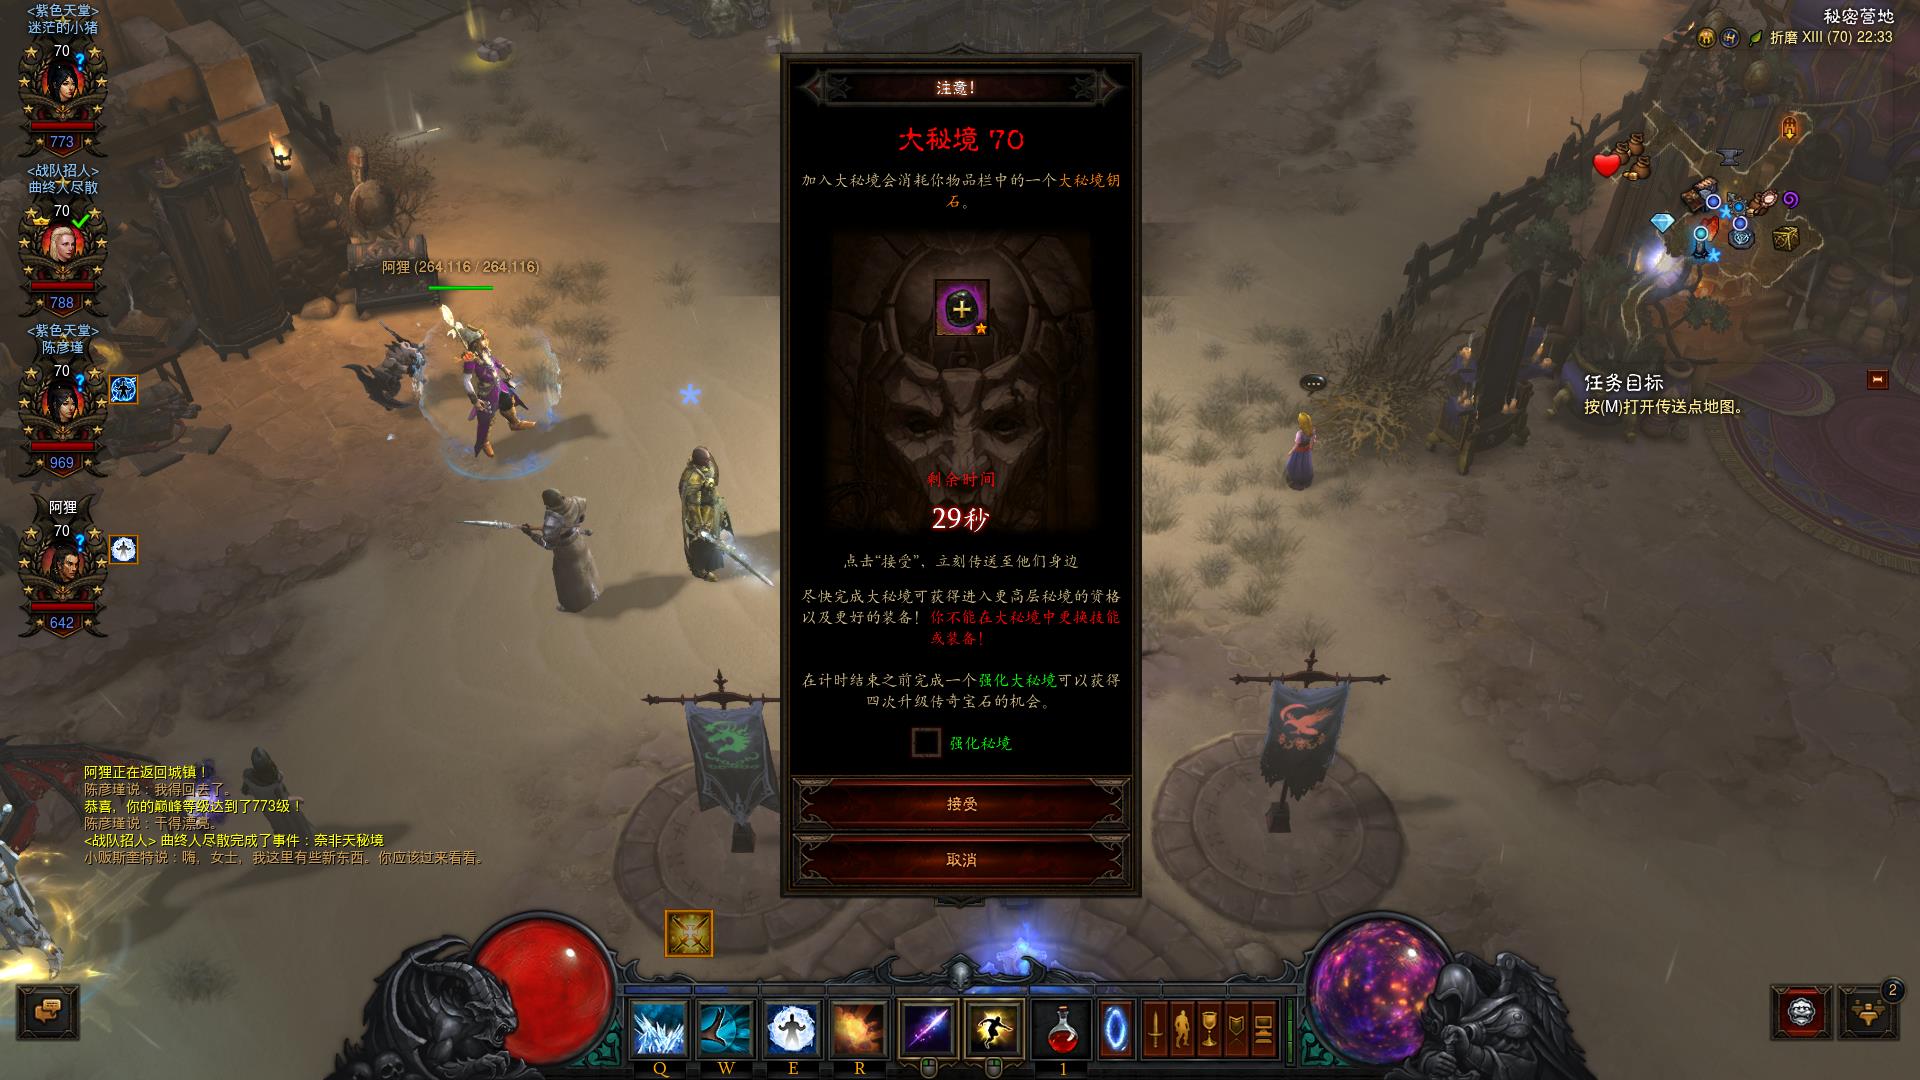 <紫色天堂>
迷茫的小猪
70
773
<战队招人>
曲终人尽散
70
788
<紫色天堂>
陈彦瑾
70
969
阿狸
70
642
阿狸 (264,116 / 264,116)
注意！
大秘境 70
加入大秘境会消耗你物品栏中的一个大秘境钥
石。
剩余时间
29秒
点击“接受”，立刻传送至他们身边
尽快完成大秘境可获得进入更高层秘境的资格
以及更好的装备！你不能在大秘境中更换技能
或装备！
在计时结束之前完成一个强化大秘境可以获得
四次升级传奇宝石的机会。
强化秘境
接受
取消
秘密营地
折磨 XIII (70) 22:33
任务目标
按(M)打开传送点地图。
阿狸正在返回城镇！
陈彦瑾说：我得回去了。
恭喜，你的巅峰等级达到了773级！
陈彦瑾说：干得漂亮。
<战队招人> 曲终人尽散完成了事件：奈非天秘境
小贩斯奎特说：嗨，女士，我这里有些新东西。你应该过来看看。
Q W E R 1
2